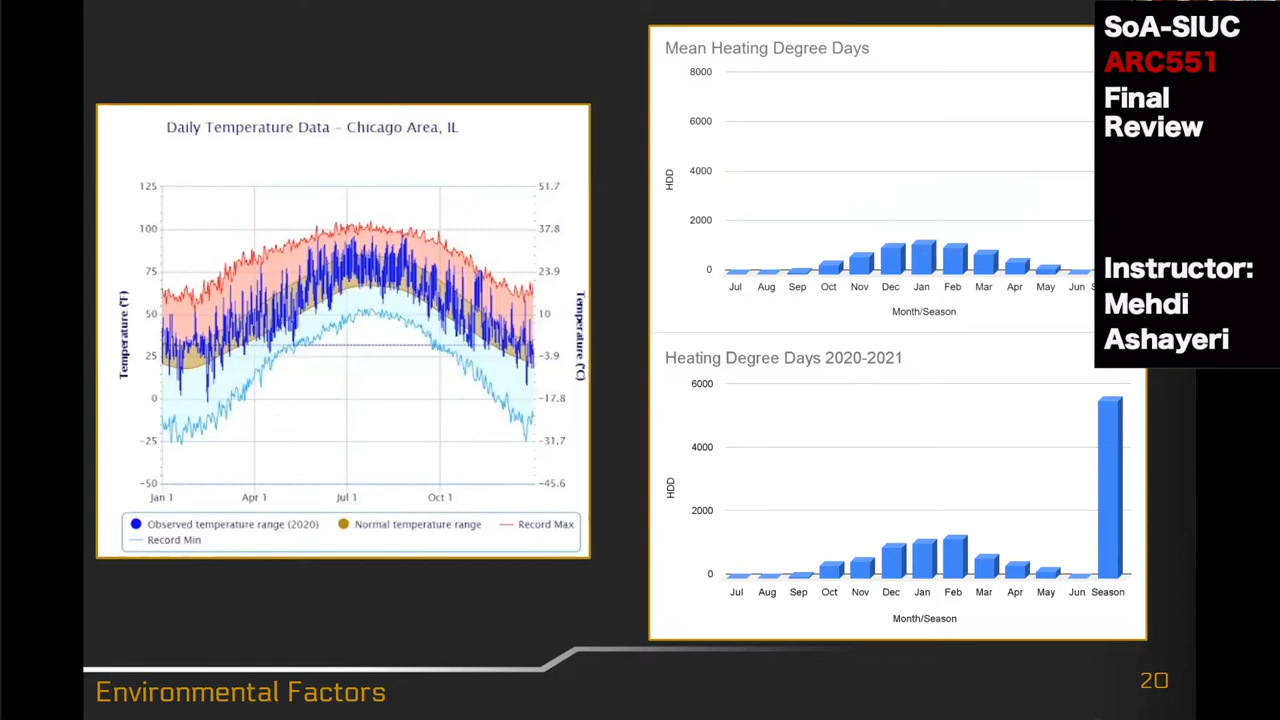 Daily Temperature Data – Chicago Area, IL
125
100
75
50
25
0
−25
−50
51.7
37.8
23.9
10
−3.9
−17.8
−31.7
−45.6
Temperature (°F)
Temperature (°C)
Jan 1 Apr 1 Jul 1 Oct 1
Observed temperature range (2020) Normal temperature range Record Max
Record Min
Mean Heating Degree Days
8000
6000
4000
2000
0
HDD
Jul Aug Sep Oct Nov Dec Jan Feb Mar Apr May Jun
Month/Season
Heating Degree Days 2020-2021
6000
4000
2000
0
HDD
Jul Aug Sep Oct Nov Dec Jan Feb Mar Apr May Jun Season
Month/Season
SoA-SIUC
ARC551
Final
Review
Instructor:
Mehdi
Ashayeri
Environmental Factors
20